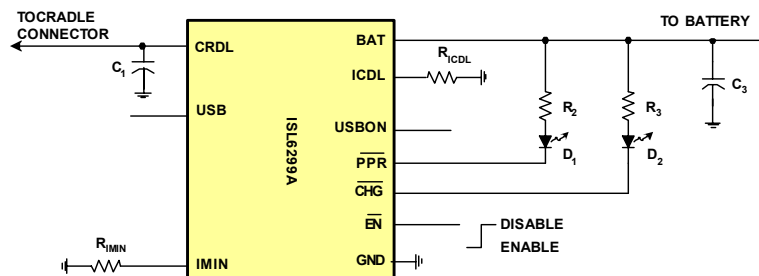 TOCRADLE
CONNECTOR
TO BATTERY
CRDL
BAT
C1
RICDL
ICDL
R2
R3
C3
USB
ISL6299A
USBON
PPR
D1
D2
CHG
EN
DISABLE
ENABLE
RIMIN
IMIN
GND